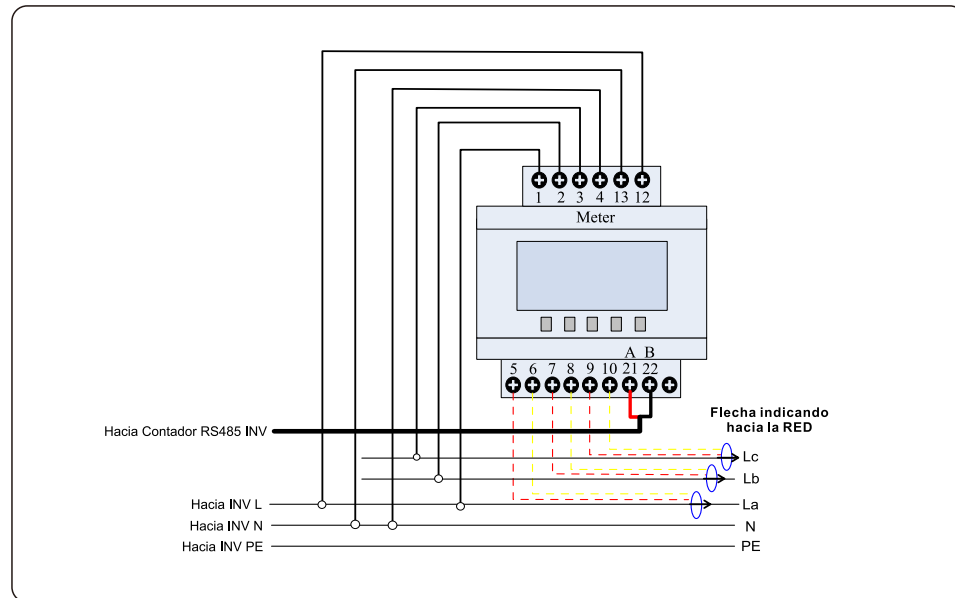 1 2 3 4 13 12
Meter
A B
5 6 7 8 9 10 21 22
Flecha indicando
hacia la RED
Hacia Contador RS485 INV
Lc
Lb
Hacia INV L
La
Hacia INV N
N
Hacia INV PE
PE